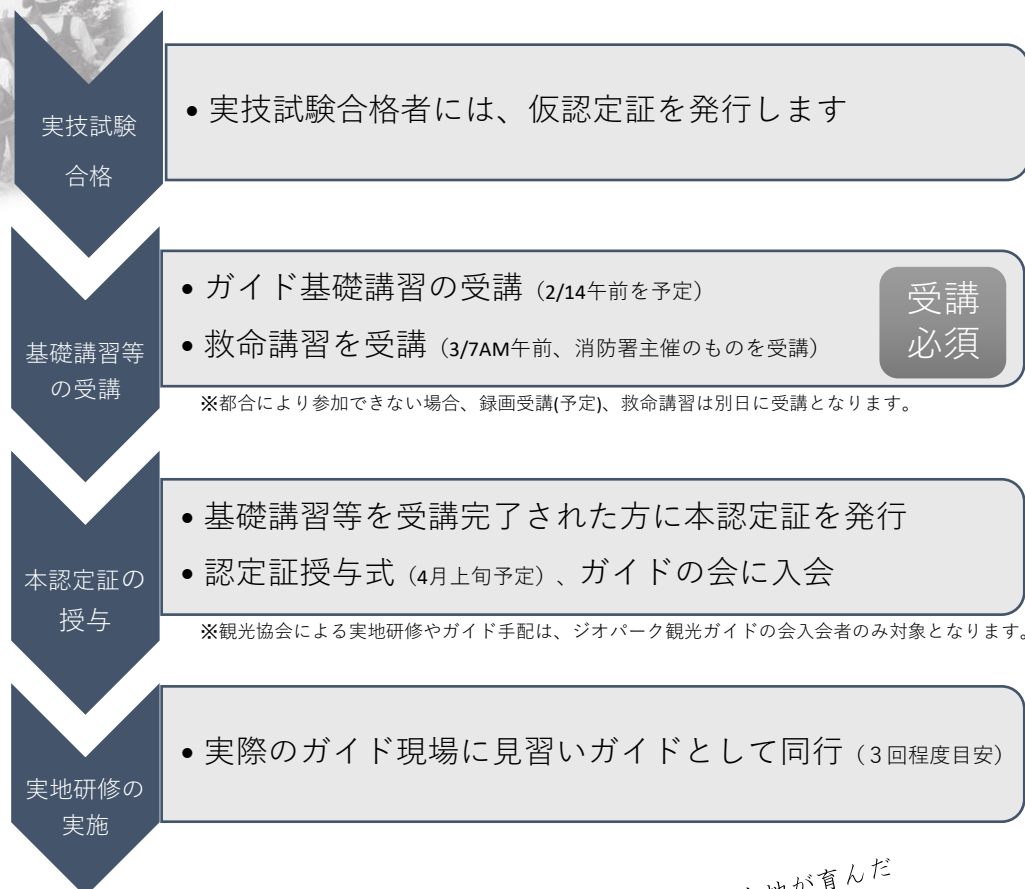 実技試験
合格
• 実技試験合格者には、仮認定証を発行します
基礎講習等
の受講
• ガイド基礎講習の受講（2/14午前を予定）
• 救命講習を受講（3/7AM午前、消防署主催のものを受講）
受講
必須
※都合により参加できない場合、録画受講(予定)、救命講習は別日に受講となります。
本認定証の
授与
• 基礎講習等を受講完了された方に本認定証を発行
• 認定証授与式（4月上旬予定）、ガイドの会に入会
※観光協会による実地研修やガイド手配は、ジオパーク観光ガイドの会入会者のみ対象となります。
実地研修の
実施
• 実際のガイド現場に見習いガイドとして同行（３回程度目安）
が育んだ